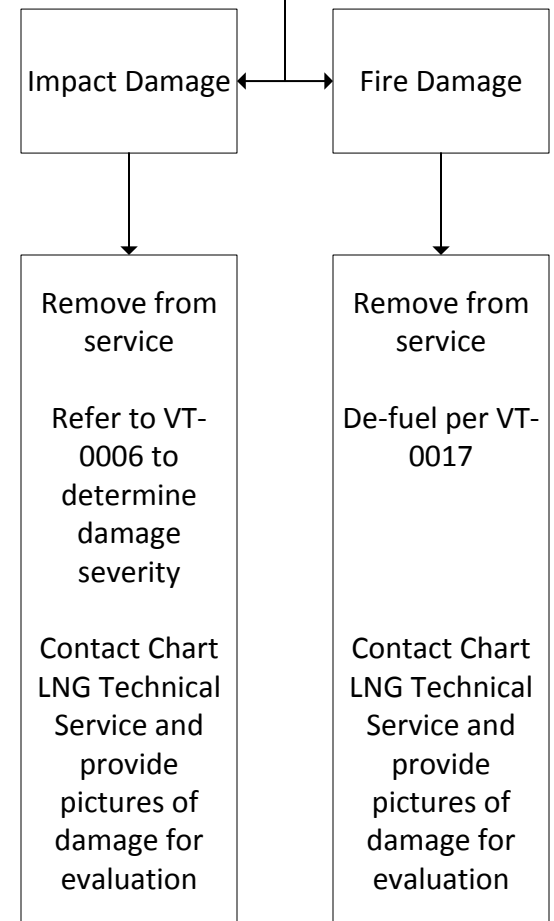 Impact Damage
Fire Damage
Remove from
service
Refer to VT-
0006 to
determine
damage
severity
Contact Chart
LNG Technical
Service and
provide
pictures of
damage for
evaluation
Remove from
service
De-fuel per VT-
0017
Contact Chart
LNG Technical
Service and
provide
pictures of
damage for
evaluation